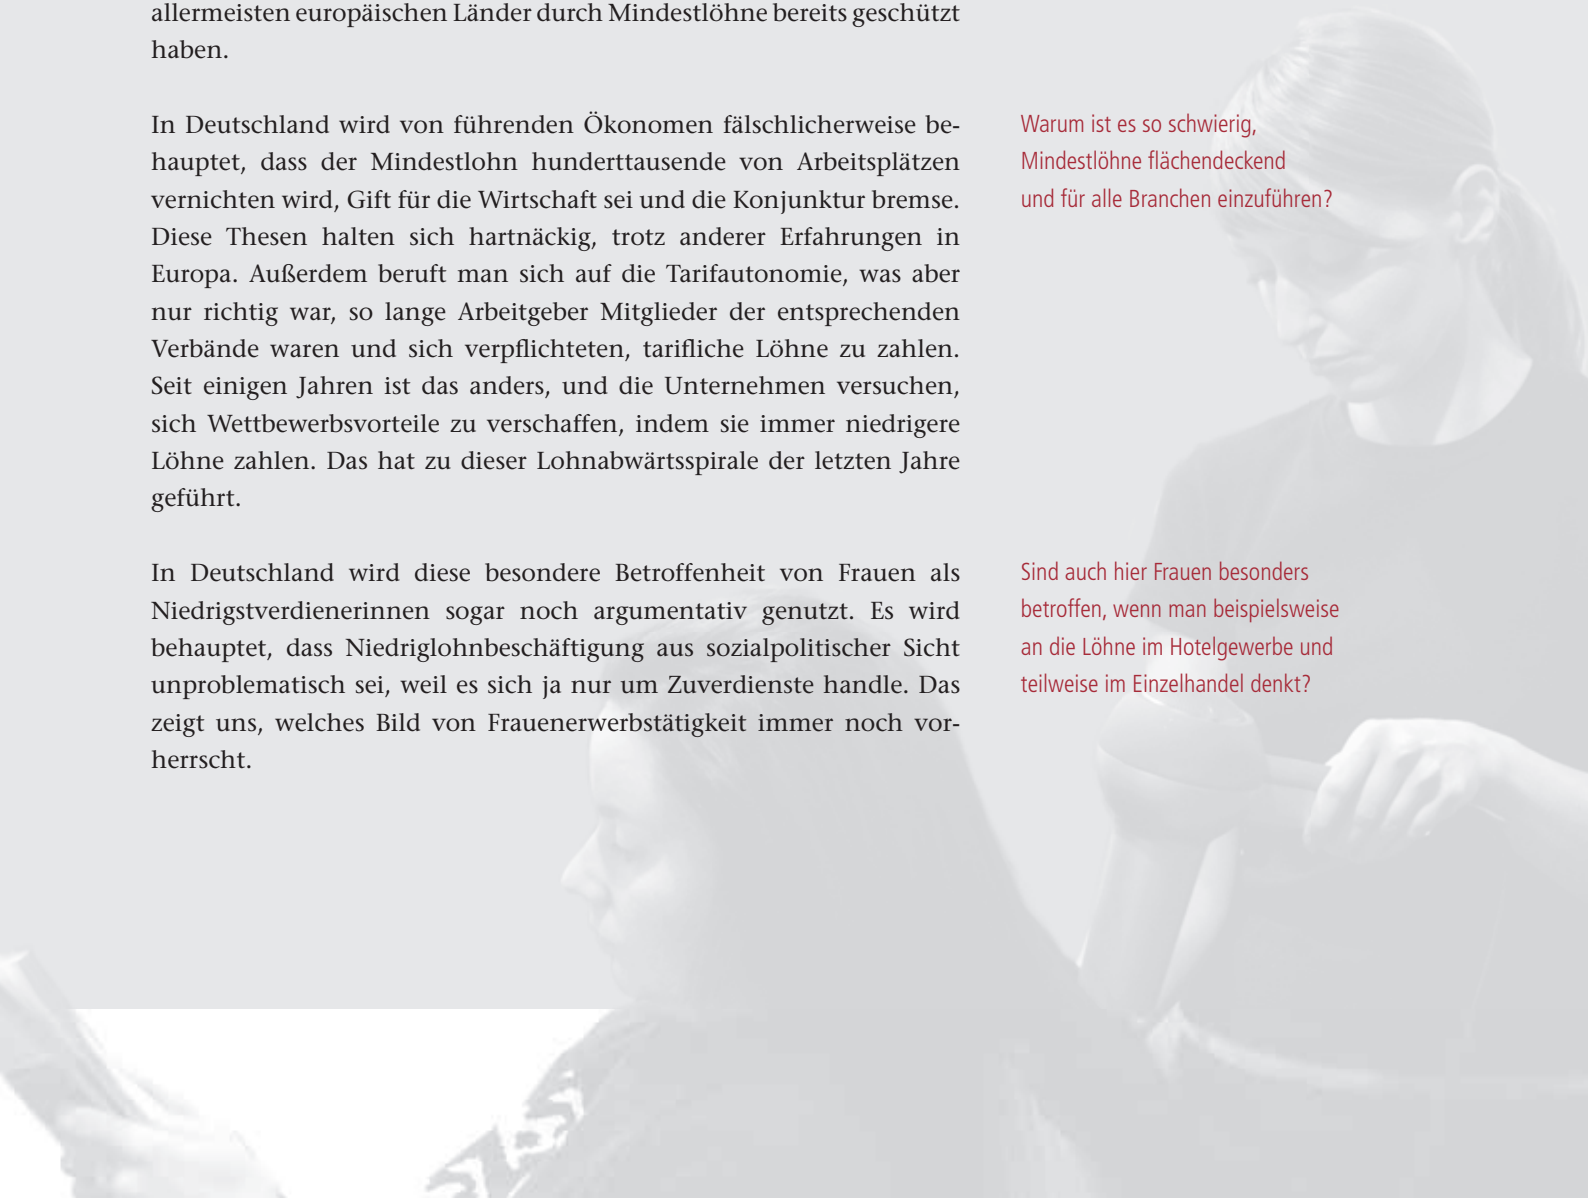 allermeisten europäischen Länder durch Mindestlöhne bereits geschützt
haben.
Warum ist es so schwierig,
Mindestlöhne flächendeckend
und für alle Branchen einzuführen?
In Deutschland wird von führenden Ökonomen fälschlicherweise be-
hauptet, dass der Mindestlohn hunderttausende von Arbeitsplätzen
vernichten wird, Gift für die Wirtschaft sei und die Konjunktur bremse.
Diese Thesen halten sich hartnäckig, trotz anderer Erfahrungen in
Europa. Außerdem beruft man sich auf die Tarifautonomie, was aber
nur richtig war, so lange Arbeitgeber Mitglieder der entsprechenden
Verbände waren und sich verpflichteten, tarifliche Löhne zu zahlen.
Seit einigen Jahren ist das anders, und die Unternehmen versuchen,
sich Wettbewerbsvorteile zu verschaffen, indem sie immer niedrigere
Löhne zahlen. Das hat zu dieser Lohnabwärtsspirale der letzten Jahre
geführt.
Sind auch hier Frauen besonders
betroffen, wenn man beispielsweise
an die Löhne im Hotelgewerbe und
teilweise im Einzelhandel denkt?
In Deutschland wird diese besondere Betroffenheit von Frauen als
Niedrigstverdienerinnen sogar noch argumentativ genutzt. Es wird
behauptet, dass Niedriglohnbeschäftigung aus sozialpolitischer Sicht
unproblematisch sei, weil es sich ja nur um Zuverdienste handle. Das
zeigt uns, welches Bild von Frauenerwerbstätigkeit immer noch vor-
herrscht.